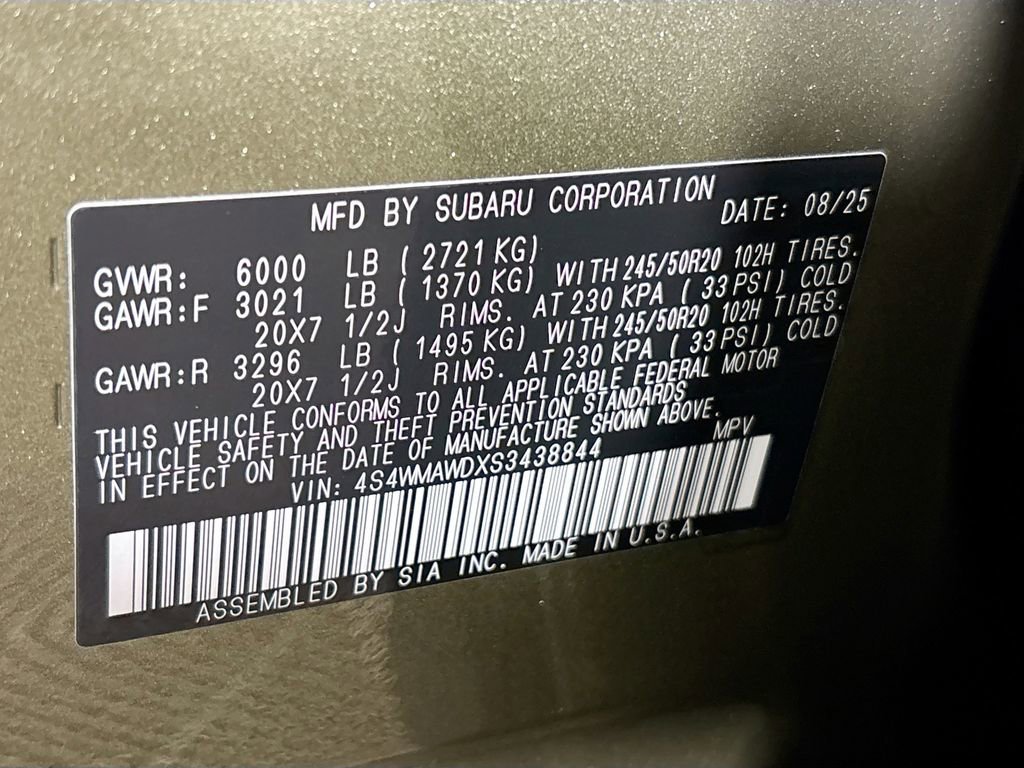 MFD BY SUBARU CORPORATION DATE: 08/25
GVWR: 6000 LB ( 2721 KG)
GAWR:F 3021 LB ( 1370 KG) WITH 245/50R20 102H TIRES.
20X7 1/2J RIMS. AT 230 KPA ( 33 PSI) COLD
GAWR:R 3296 LB ( 1495 KG) WITH 245/50R20 102H TIRES.
20X7 1/2J RIMS. AT 230 KPA ( 33 PSI) COLD
THIS VEHICLE CONFORMS TO ALL APPLICABLE FEDERAL MOTOR
VEHICLE SAFETY AND THEFT PREVENTION STANDARDS
IN EFFECT ON THE DATE OF MANUFACTURE SHOWN ABOVE.
VIN: 4S4WMAWDXS3438844 MPV
ASSEMBLED BY SIA INC. MADE IN U.S.A.